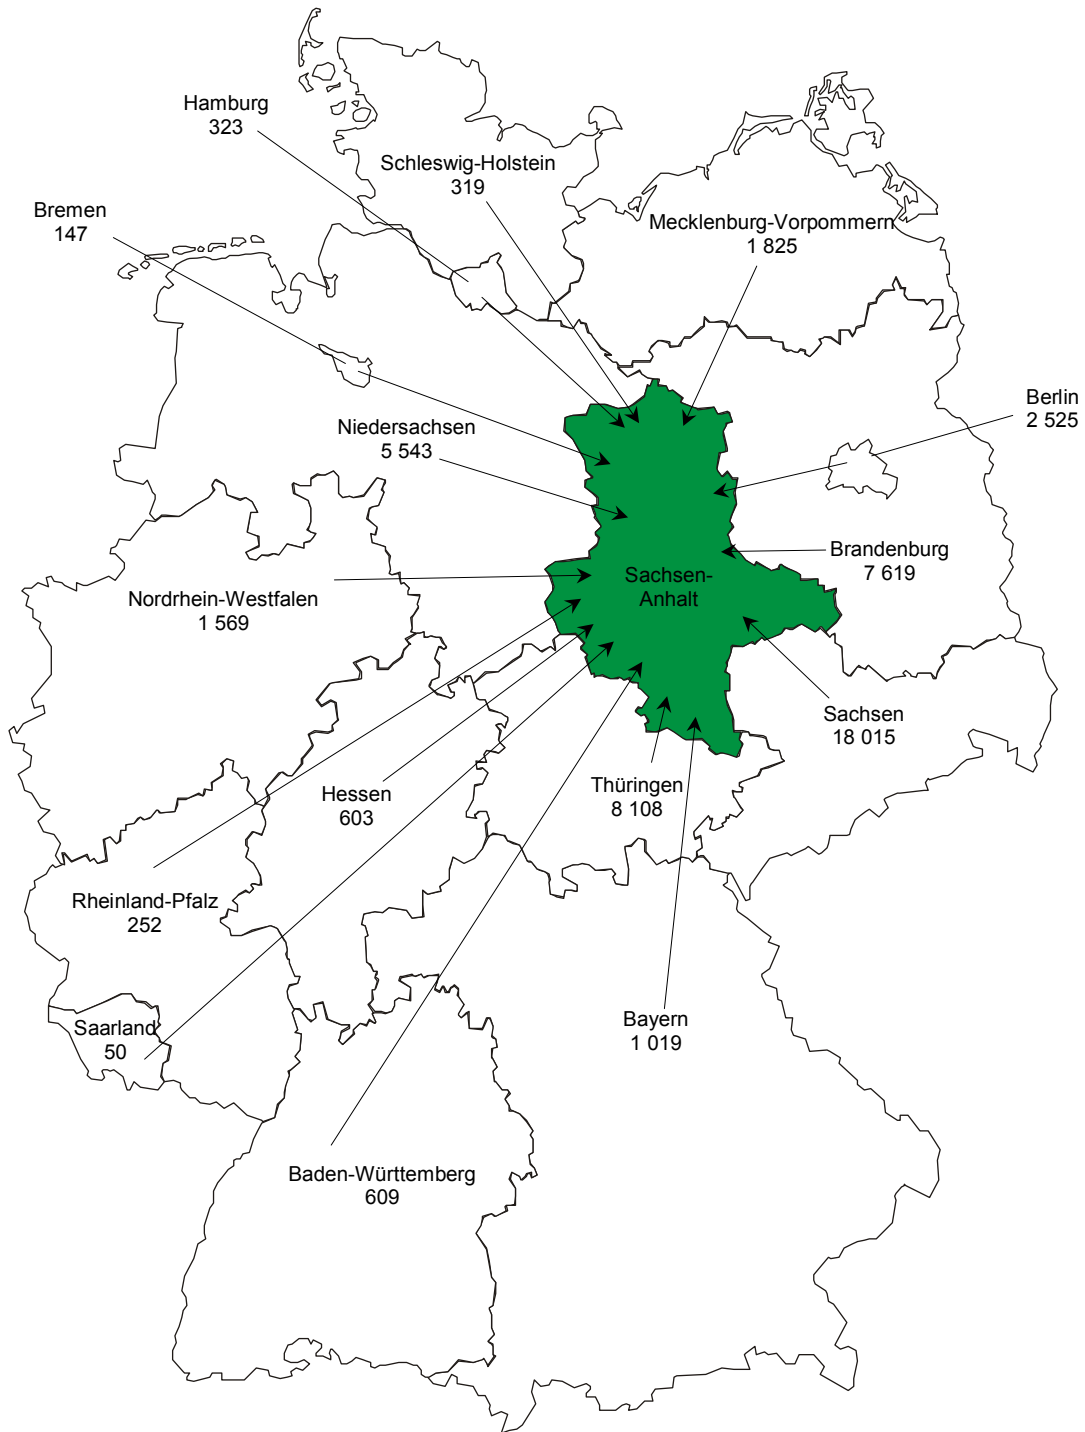 Hamburg
323
Schleswig-Holstein
319
Bremen
147
Mecklenburg-Vorpommern
1 825
Berlin
2 525
Niedersachsen
5 543
Brandenburg
7 619
Sachsen-
Anhalt
Nordrhein-Westfalen
1 569
Sachsen
18 015
Thüringen
8 108
Hessen
603
Rheinland-Pfalz
252
Saarland
50
Bayern
1 019
Baden-Württemberg
609